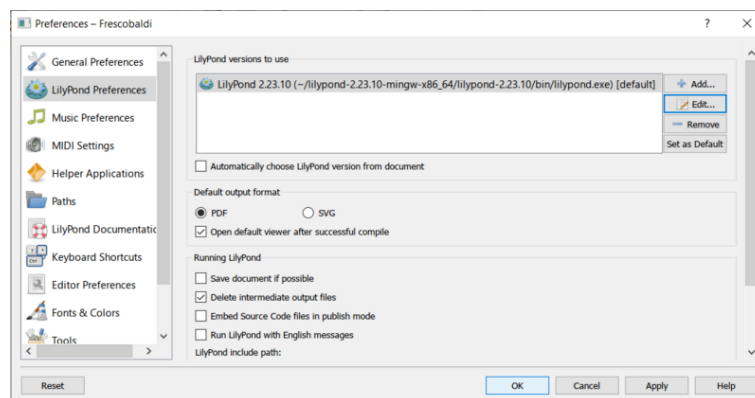 Preferences – Frescobaldi
?
General Preferences
LilyPond Preferences
Music Preferences
MIDI Settings
Helper Applications
Paths
LilyPond Documentatic
Keyboard Shortcuts
Editor Preferences
Fonts & Colors
Tools
LilyPond versions to use
LilyPond 2.23.10 (~/lilypond-2.23.10-mingw-x86_64/lilypond-2.23.10/bin/lilypond.exe) [default]
Add...
Edit...
Remove
Set as Default
Automatically choose LilyPond version from document
Default output format
PDF
SVG
Open default viewer after successful compile
Running LilyPond
Save document if possible
Delete intermediate output files
Embed Source Code files in publish mode
Run LilyPond with English messages
LilyPond include path:
Reset
OK
Cancel
Apply
Help